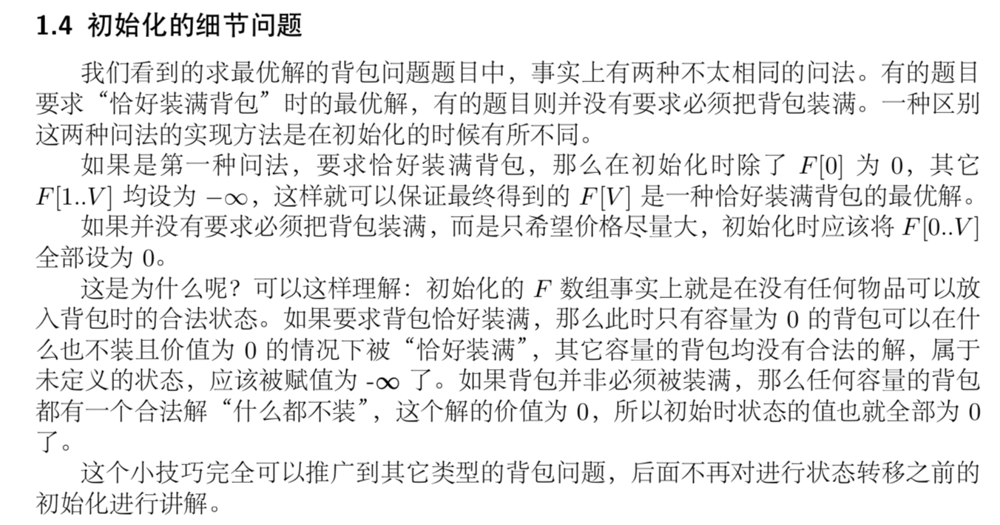 1.4 初始化的细节问题
我们看到的求最优解的背包问题题目中，事实上有两种不太相同的问法。有的题目
要求“恰好装满背包”时的最优解，有的题目则并没有要求必须把背包装满。一种区别
这两种问法的实现方法是在初始化的时候有所不同。
如果是第一种问法，要求恰好装满背包，那么在初始化时除了 F[0] 为 0，其它
F[1..V] 均设为 −∞，这样就可以保证最终得到的 F[V] 是一种恰好装满背包的最优解。
如果并没有要求必须把背包装满，而是只希望价格尽量大，初始化时应该将 F[0..V]
全部设为 0。
这是为什么呢？可以这样理解：初始化的 F 数组事实上就是在没有任何物品可以放
入背包时的合法状态。如果要求背包恰好装满，那么此时只有容量为 0 的背包可以在什
么也不装且价值为 0 的情况下被“恰好装满”，其它容量的背包均没有合法的解，属于
未定义的状态，应该被赋值为 -∞ 了。如果背包并非必须被装满，那么任何容量的背包
都有一个合法解“什么都不装”，这个解的价值为 0，所以初始时状态的值也就全部为 0
了。
这个小技巧完全可以推广到其它类型的背包问题，后面不再对进行状态转移之前的
初始化进行讲解。